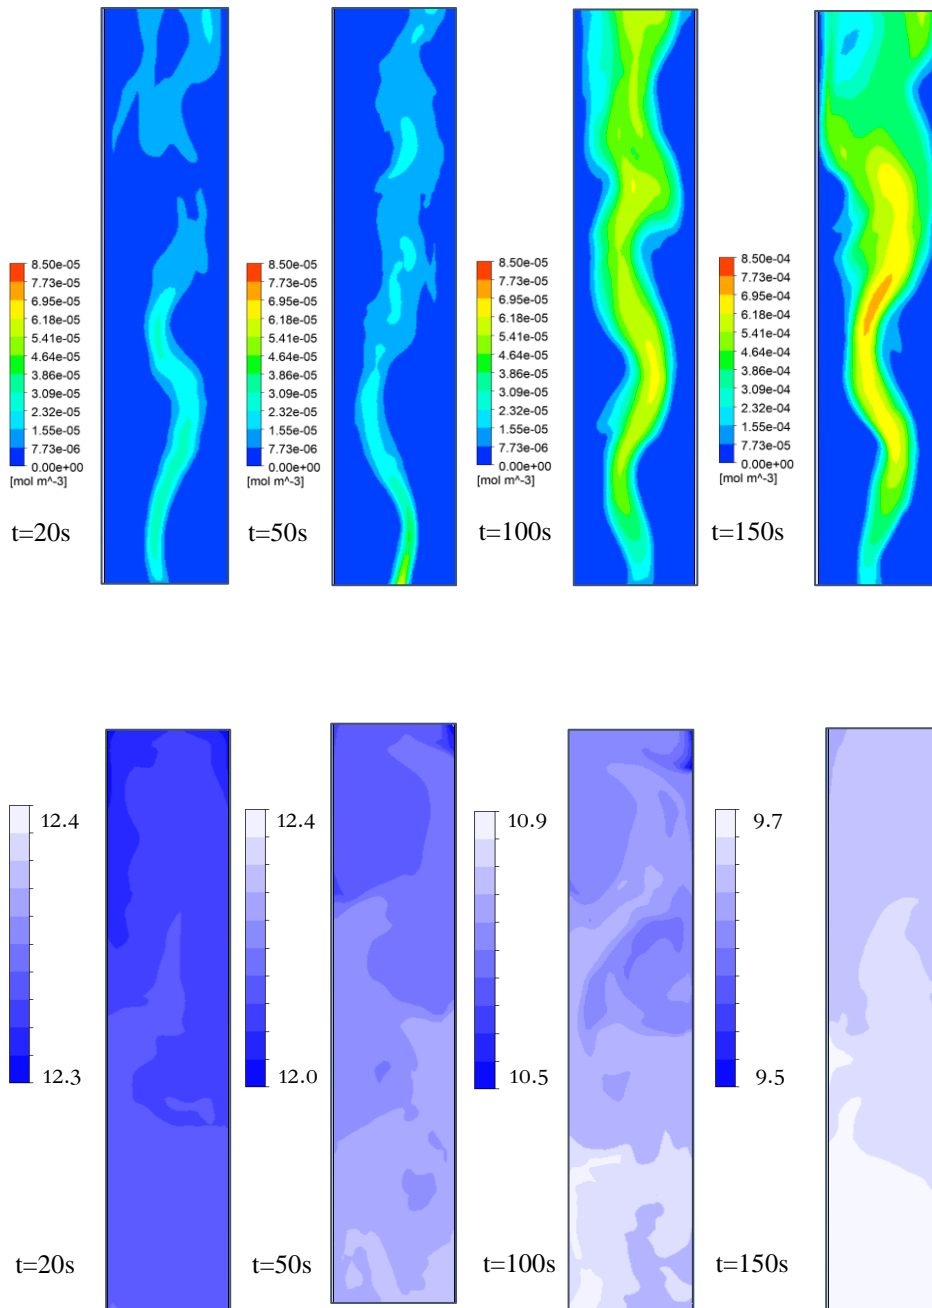 8.50e-05
7.73e-05
6.95e-05
6.18e-05
5.41e-05
4.64e-05
3.86e-05
3.09e-05
2.32e-05
1.55e-05
7.73e-06
0.00e+00
[mol m^-3]
t=20s
8.50e-05
7.73e-05
6.95e-05
6.18e-05
5.41e-05
4.64e-05
3.86e-05
3.09e-05
2.32e-05
1.55e-05
7.73e-06
0.00e+00
[mol m^-3]
t=50s
8.50e-05
7.73e-05
6.95e-05
6.18e-05
5.41e-05
4.64e-05
3.86e-05
3.09e-05
2.32e-05
1.55e-05
7.73e-06
0.00e+00
[mol m^-3]
t=100s
8.50e-04
7.73e-04
6.95e-04
6.18e-04
5.41e-04
4.64e-04
3.86e-04
3.09e-04
2.32e-04
1.55e-04
7.73e-05
0.00e+00
[mol m^-3]
t=150s
12.4
12.3
t=20s
12.4
12.0
t=50s
10.9
10.5
t=100s
9.7
9.5
t=150s